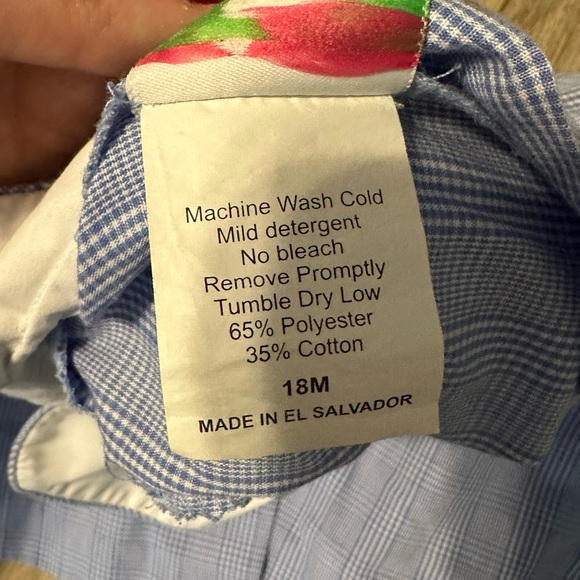 Machine Wash Cold
Mild detergent
No bleach
Remove Promptly
Tumble Dry Low
65% Polyester
35% Cotton
18M
MADE IN EL SALVADOR